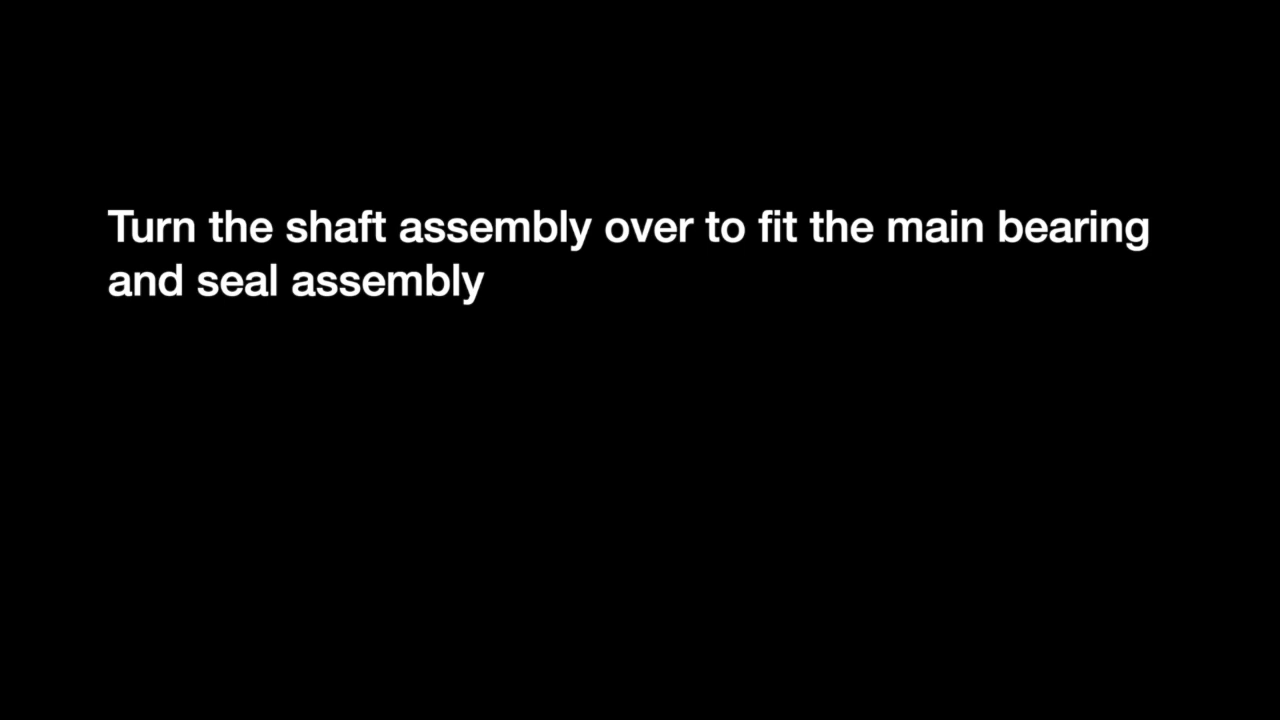 Turn the shaft assembly over to fit the main bearing
and seal assembly